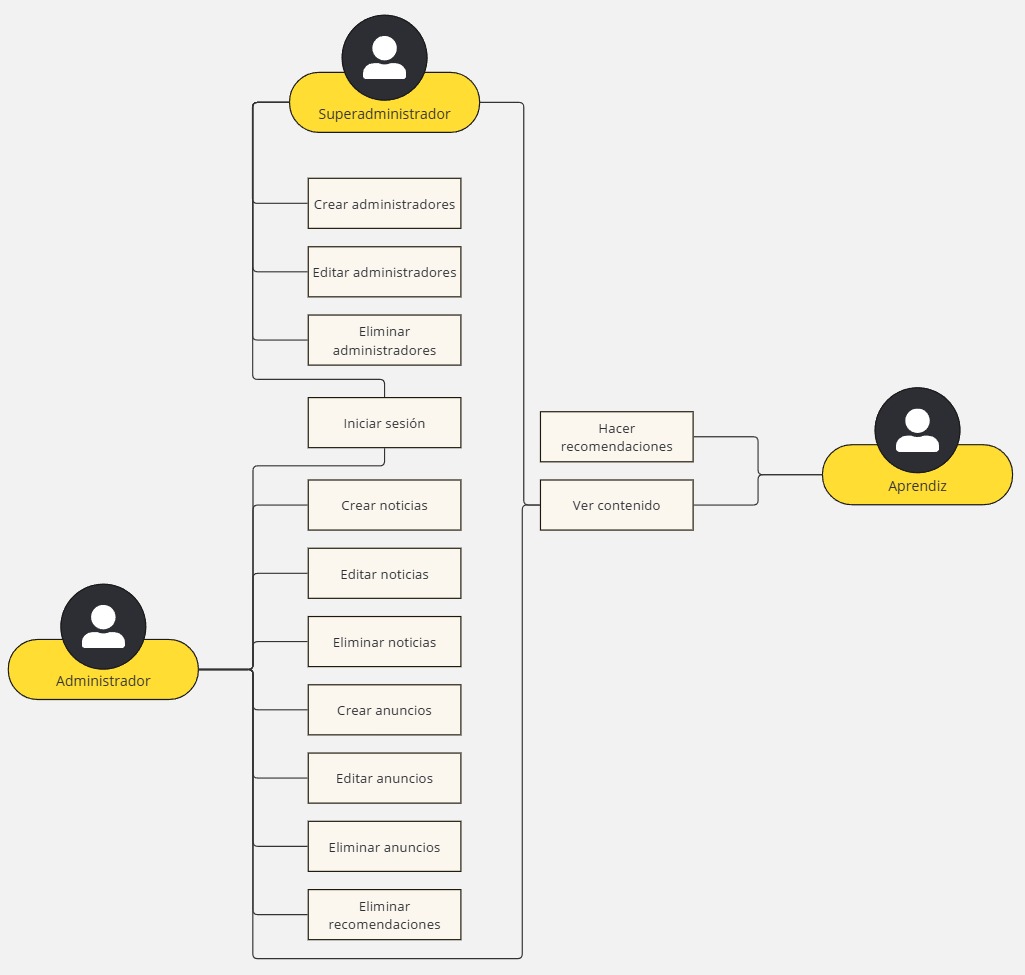 Superadministrador
Crear administradores
Editar administradores
Eliminar
administradores
Iniciar sesión
Hacer
recomendaciones
Aprendiz
Crear noticias
Ver contenido
Editar noticias
Eliminar noticias
Administrador
Crear anuncios
Editar anuncios
Eliminar anuncios
Eliminar
recomendaciones